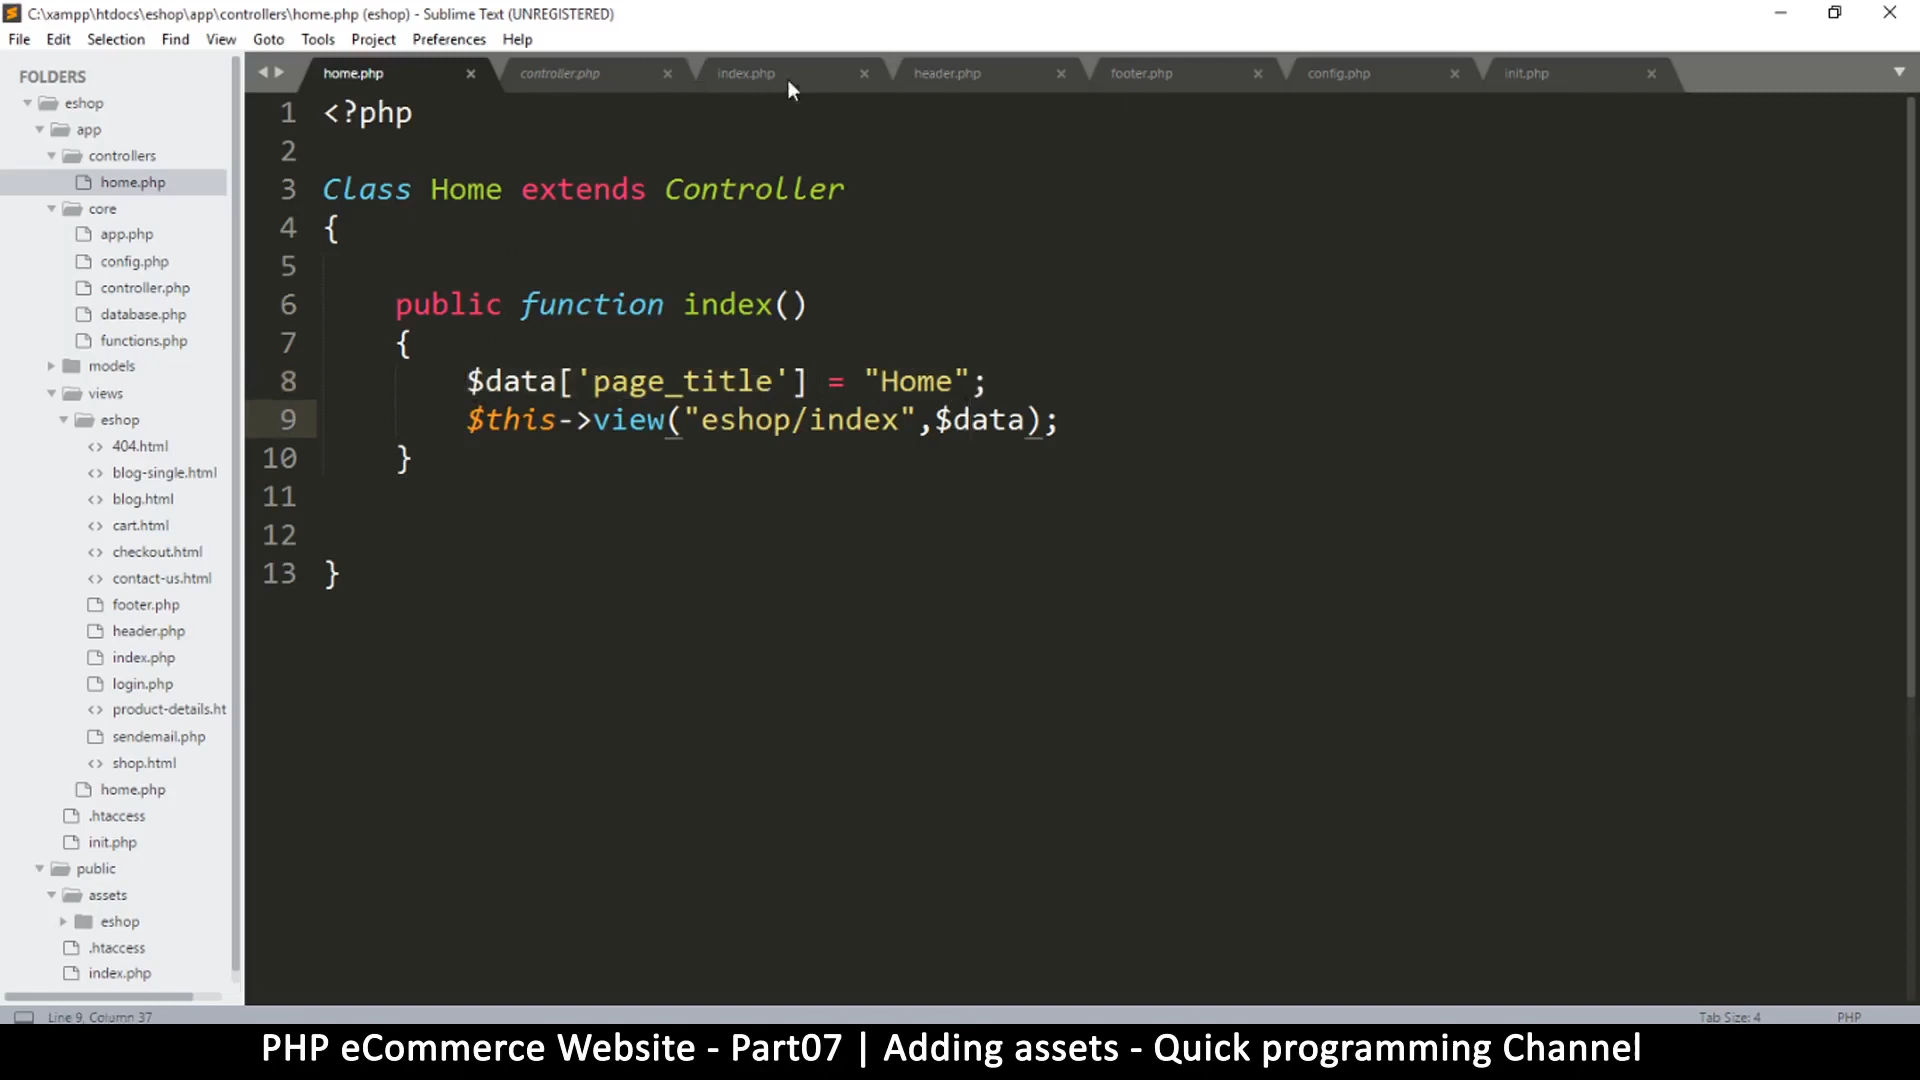 C:\xampp\htdocs\eshop\app\controllers\home.php (eshop) - Sublime Text (UNREGISTERED)
File Edit Selection Find View Goto Tools Project Preferences Help
FOLDERS
eshop
app
controllers
home.php
core
app.php
config.php
controller.php
database.php
functions.php
models
views
eshop
404.html
blog-single.html
blog.html
cart.html
checkout.html
contact-us.html
footer.php
header.php
index.php
login.php
product-details.ht
sendemail.php
shop.html
home.php
.htaccess
init.php
public
assets
eshop
.htaccess
index.php
home.php controller.php index.php header.php footer.php config.php init.php
1 <?php
2
3 Class Home extends Controller
4 {
5
6 public function index()
7 {
8 $data['page_title'] = "Home";
9 $this->view("eshop/index",$data);
10 }
11
12
13 }
Line 9, Column 37 Tab Size: 4 PHP
PHP eCommerce Website - Part07 | Adding assets - Quick programming Channel